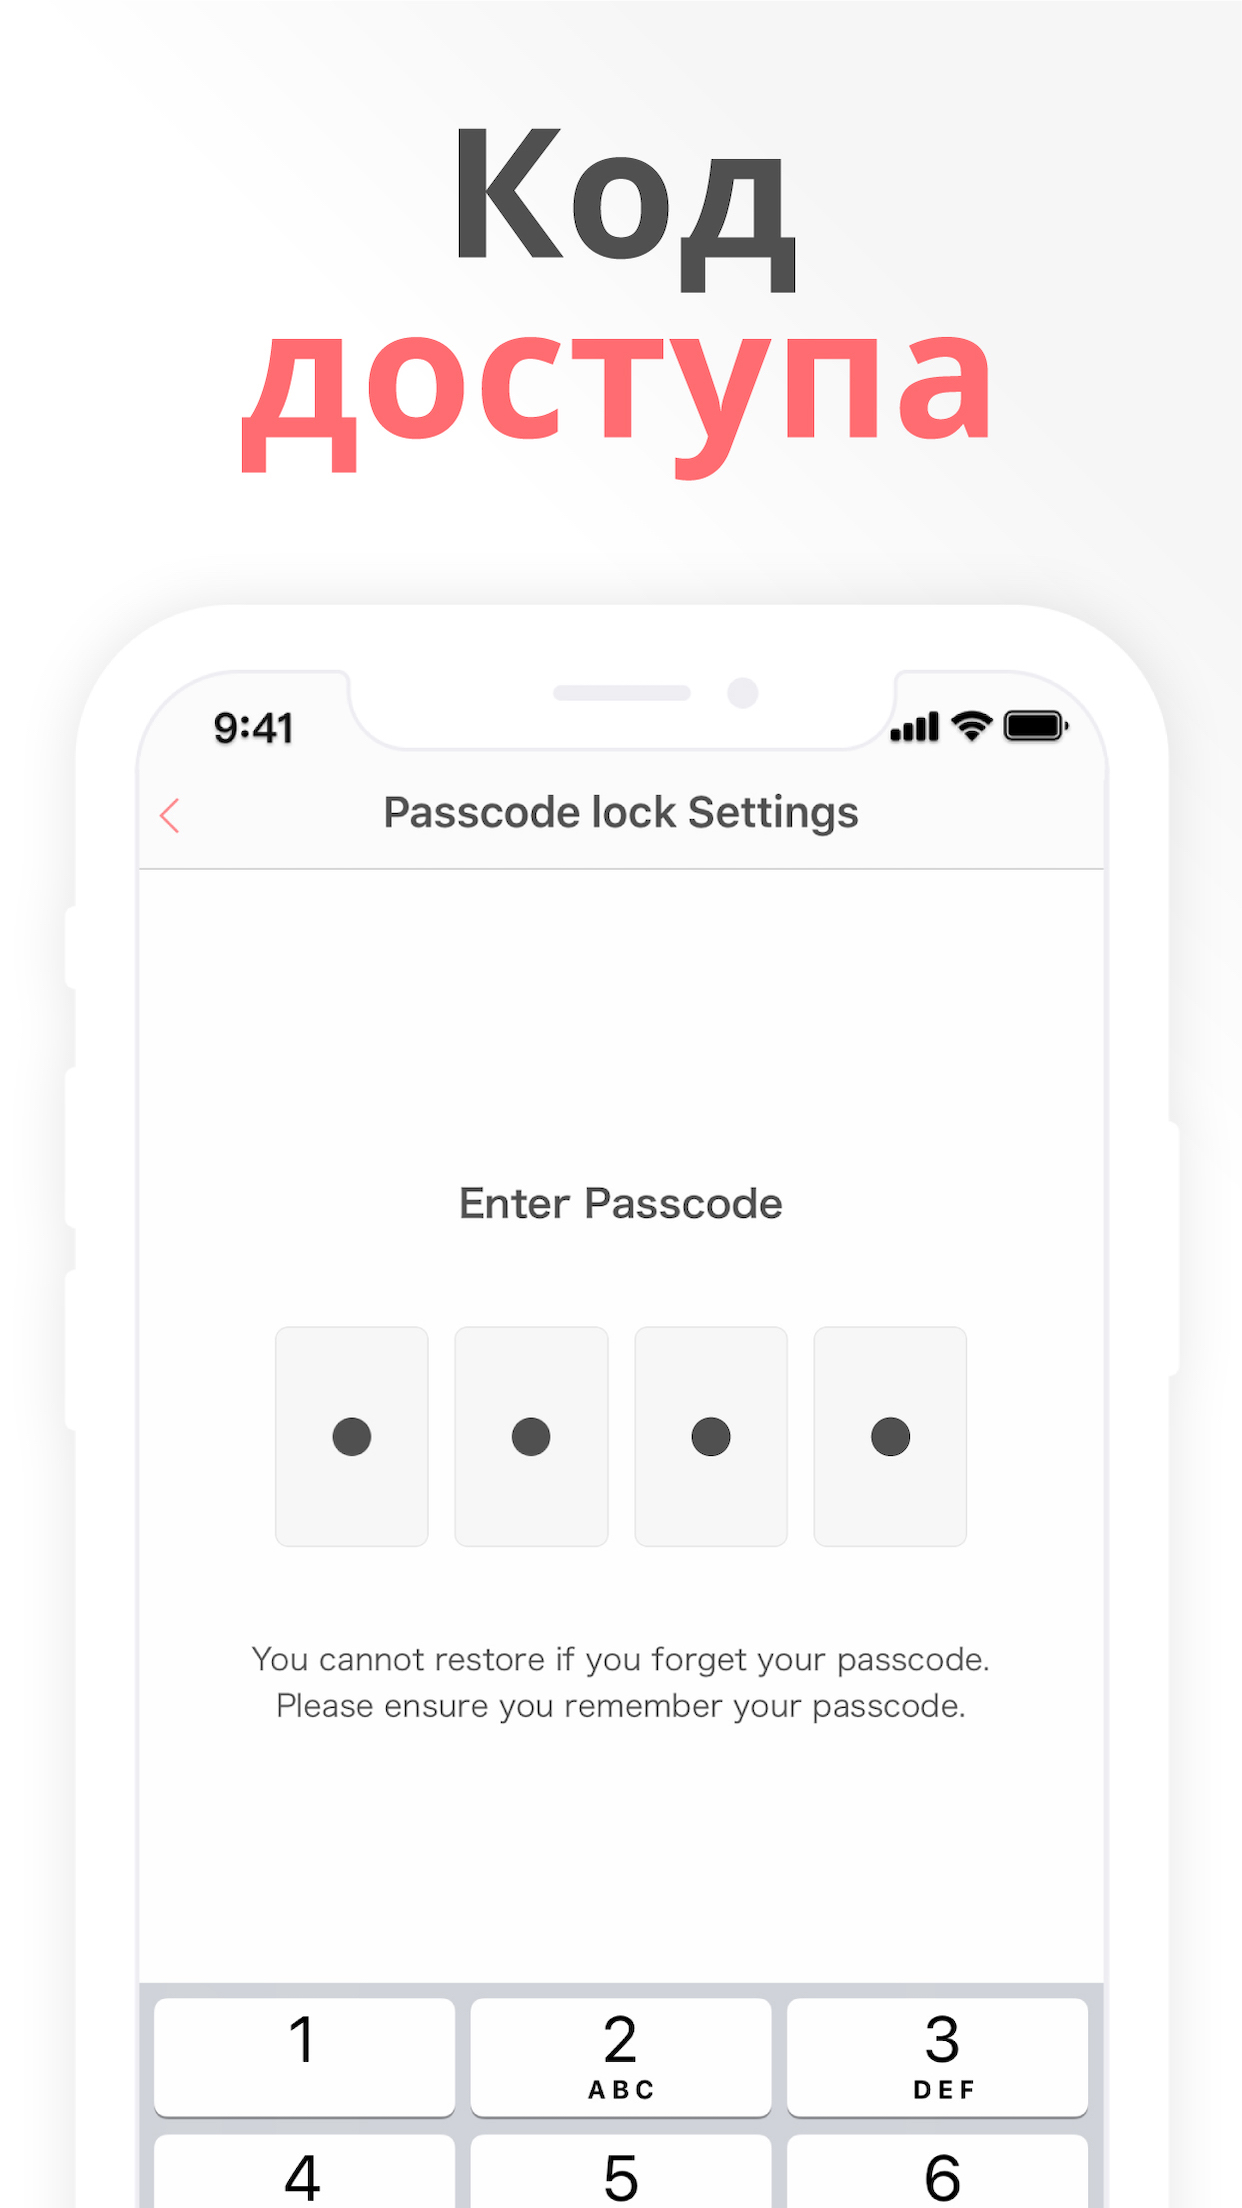 Код
доступа
9:41
Passcode lock Settings
Enter Passcode
You cannot restore if you forget your passcode.
Please ensure you remember your passcode.
1 2 3
ABC DEF
4 5 6